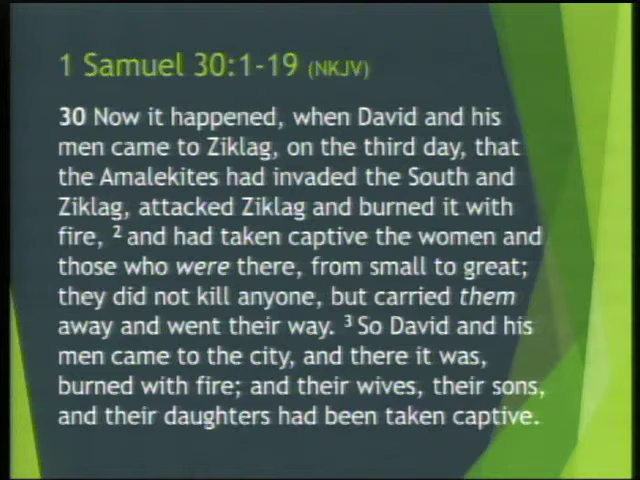 1 Samuel 30:1-19 (NKJV)
30 Now it happened, when David and his
men came to Ziklag, on the third day, that
the Amalekites had invaded the South and
Ziklag, attacked Ziklag and burned it with
fire, 2 and had taken captive the women and
those who were there, from small to great;
they did not kill anyone, but carried them
away and went their way. 3 So David and his
men came to the city, and there it was,
burned with fire; and their wives, their sons,
and their daughters had been taken captive.